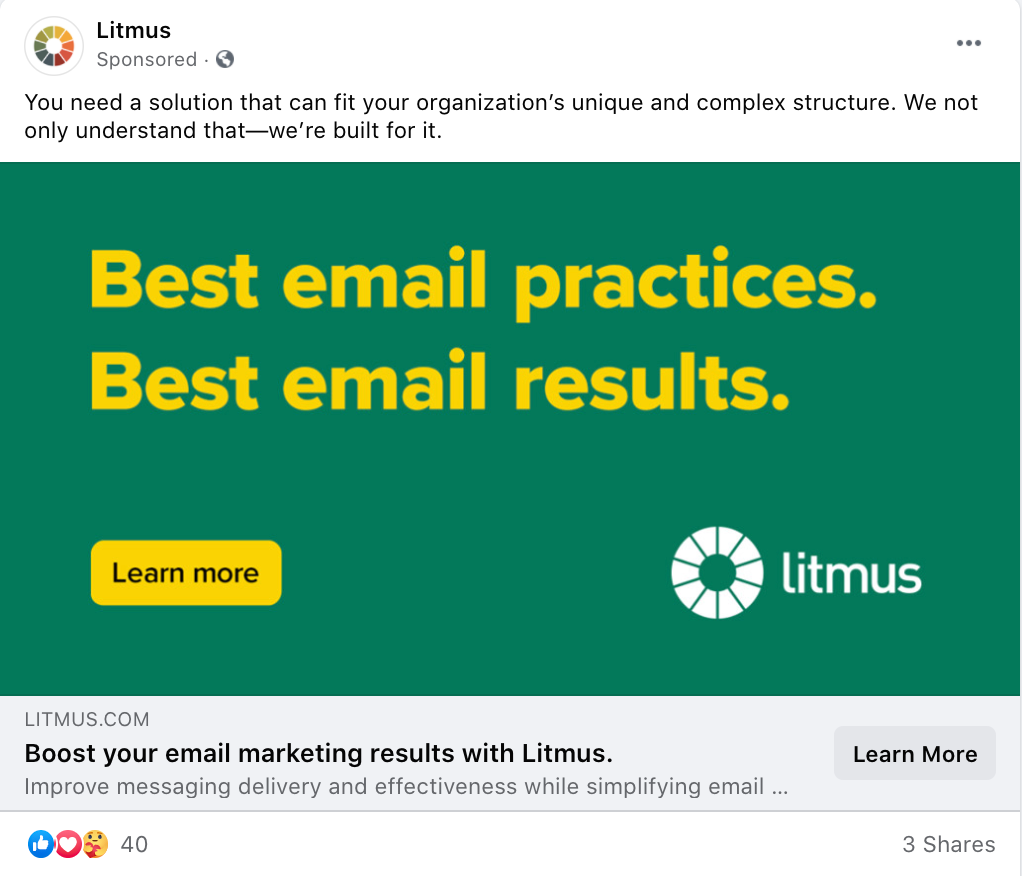 Litmus
Sponsored ·
You need a solution that can fit your organization’s unique and complex structure. We not
only understand that—we’re built for it.
Best email practices.
Best email results.
Learn more
litmus
LITMUS.COM
Boost your email marketing results with Litmus.
Learn More
Improve messaging delivery and effectiveness while simplifying email ...
40
3 Shares